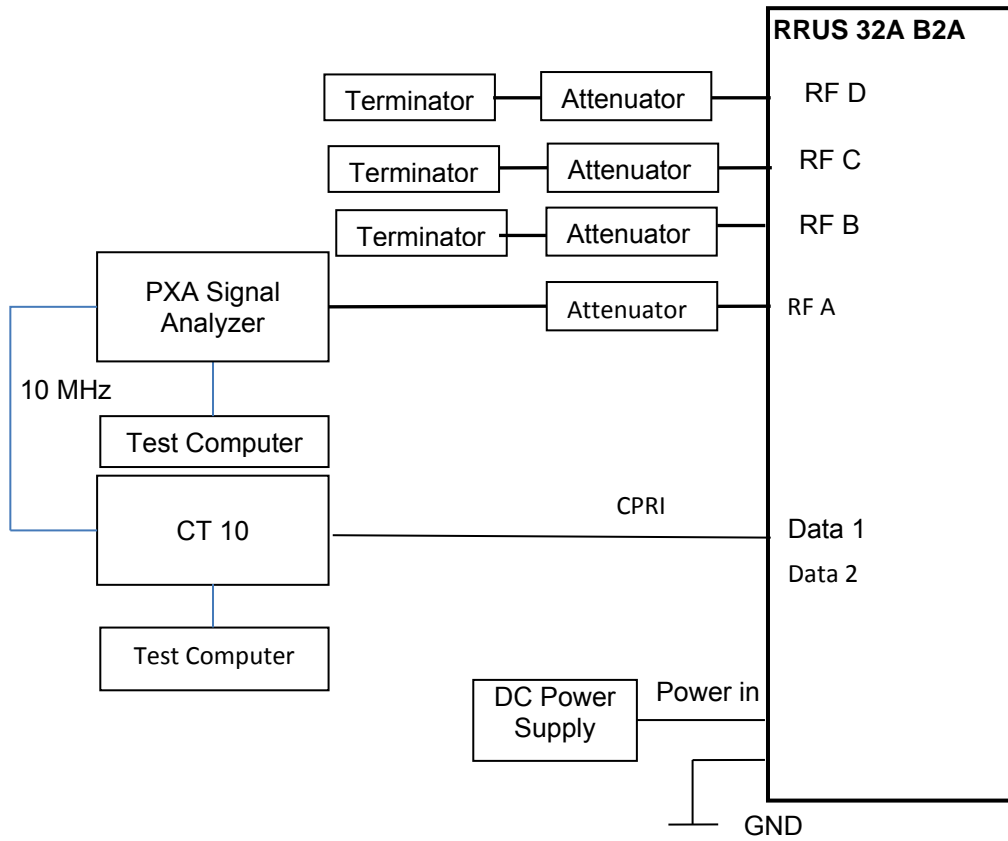 RRUS 32A B2A
Terminator
Attenuator
RF D
Terminator
Attenuator
RF C
Terminator
Attenuator
RF B
PXA Signal
Analyzer
Attenuator
RF A
10 MHz
Test Computer
CT 10
CPRI
Data 1
Data 2
Test Computer
DC Power
Supply
Power in
GND